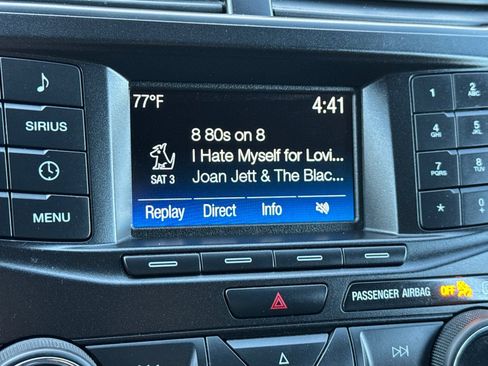 77°F
4:41
8 80s on 8
I Hate Myself for Lovi...
Joan Jett & The Blac...
SAT 3
Replay Direct Info
SIRIUS
MENU
1
2 ABC
4 GHI
5 JKL
7 PQRS
8 TUV
*
0 +
PASSENGER AIRBAG OFF